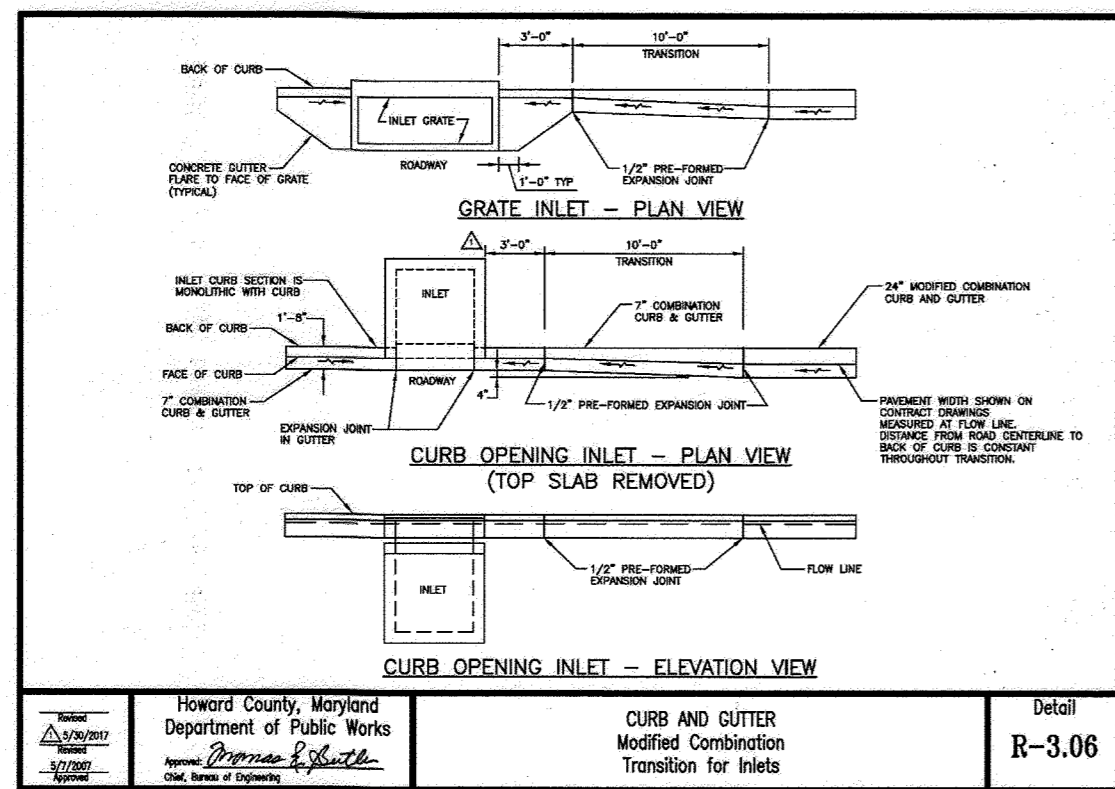 3'-0"
10'-0"
TRANSITION
BACK OF CURB
INLET GRATE
CONCRETE GUTTER
FLARE TO FACE OF GRATE
(TYPICAL)
ROADWAY
1'-0" TYP
1/2" PRE-FORMED
EXPANSION JOINT
GRATE INLET – PLAN VIEW
1
3'-0"
10'-0"
TRANSITION
INLET CURB SECTION IS
MONOLITHIC WITH CURB
INLET
7" COMBINATION
CURB & GUTTER
24" MODIFIED COMBINATION
CURB AND GUTTER
1'-8"
BACK OF CURB
FACE OF CURB
ROADWAY
4"
7" COMBINATION
CURB & GUTTER
1/2" PRE-FORMED EXPANSION JOINT
EXPANSION JOINT
IN GUTTER
PAVEMENT WIDTH SHOWN ON
CONTRACT DRAWINGS
MEASURED AT FLOW LINE.
DISTANCE FROM ROAD CENTERLINE TO
BACK OF CURB IS CONSTANT
THROUGHOUT TRANSITION.
CURB OPENING INLET – PLAN VIEW
(TOP SLAB REMOVED)
TOP OF CURB
1/2" PRE-FORMED
EXPANSION JOINT
FLOW LINE
INLET
CURB OPENING INLET – ELEVATION VIEW
Revised
1 5/30/2017
Revised
5/7/2007
Approved
Howard County, Maryland
Department of Public Works
Approved: Thomas E. Butler
Chief, Bureau of Engineering
CURB AND GUTTER
Modified Combination
Transition for Inlets
Detail
R-3.06